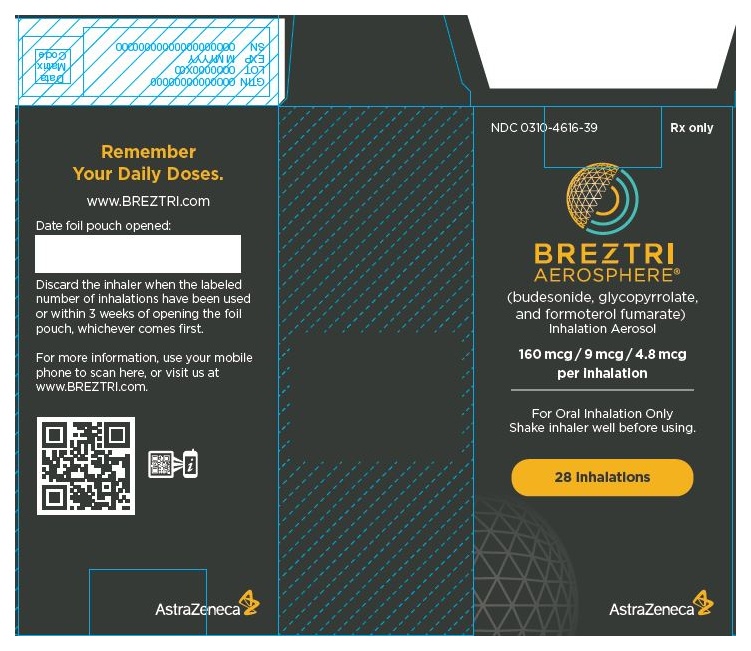 GTIN 00000000000000
LOT 0000000X00
EXP MMYYYY
SN 00000000000000000000
Data
Matrix
Code
Remember
Your Daily Doses.
www.BREZTRI.com
Date foil pouch opened:
Discard the inhaler when the labeled
number of inhalations have been used
or within 3 weeks of opening the foil
pouch, whichever comes first.
For more information, use your mobile
phone to scan here, or visit us at
www.BREZTRI.com.
AstraZeneca
NDC 0310-4616-39
Rx only
BREZTRI
AEROSPHERE®
(budesonide, glycopyrrolate,
and formoterol fumarate)
Inhalation Aerosol
160 mcg / 9 mcg / 4.8 mcg
per inhalation
For Oral Inhalation Only
Shake inhaler well before using.
28 Inhalations
AstraZeneca